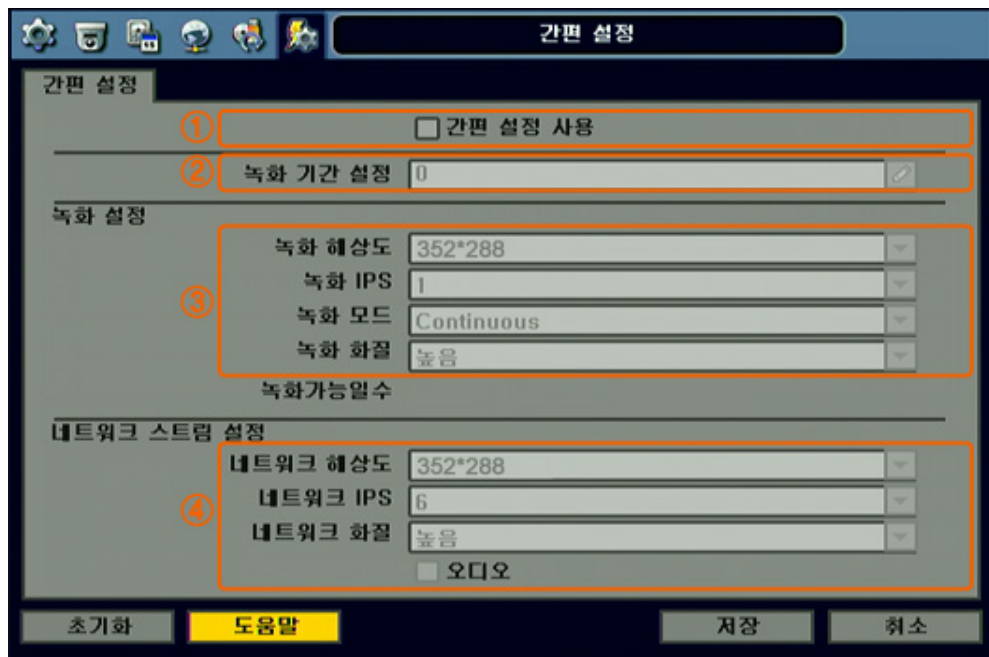 간편 설정
간편 설정
① 간편 설정 사용
② 녹화 기간 설정 0
녹화 설정
녹화 해상도 352*288
녹화 IPS 1
③
녹화 모드 Continuous
녹화 화질 높음
녹화가능일수
네트워크 스트림 설정
네트워크 해상도 352*288
네트워크 IPS 6
④
네트워크 화질 높음
오디오
초기화 도움말 저장 취소